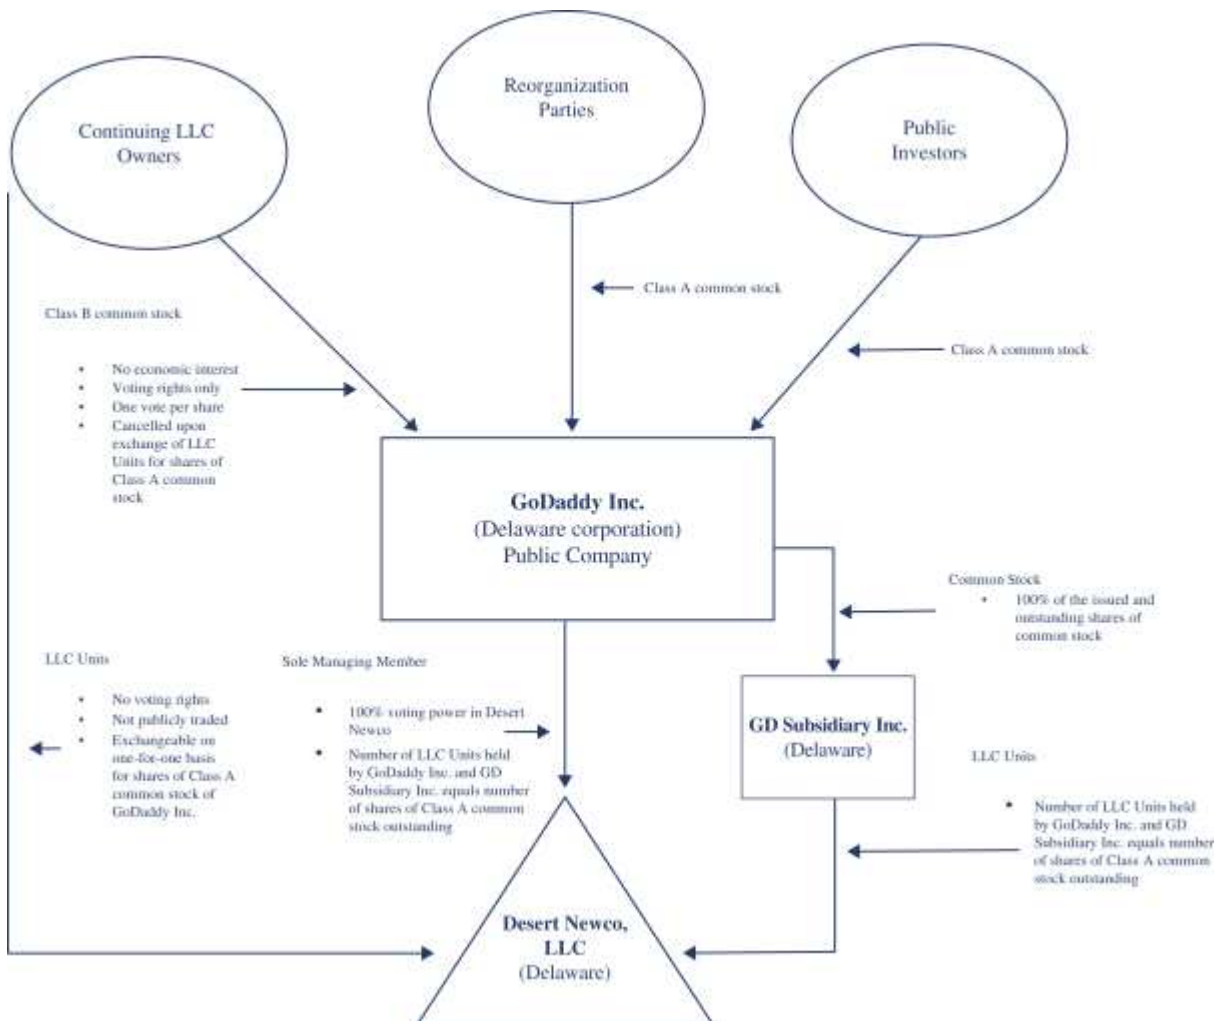 Continuing LLC
Owners
Reorganization
Parties
Public
Investors
Class A common stock
Class B common stock
Class A common stock
• No economic interest
• Voting rights only
• One vote per share
• Cancelled upon
exchange of LLC
Units for shares of
Class A common
stock
GoDaddy Inc.
(Delaware corporation)
Public Company
Common Stock
• 100% of the issued and
outstanding shares of
common stock
LLC Units
• No voting rights
• Not publicly traded
• Exchangeable on
one-for-one basis
for shares of Class A
common stock of
GoDaddy Inc.
Sole Managing Member
• 100% voting power in Desert
Newco
• Number of LLC Units held
by GoDaddy Inc. and GD
Subsidiary Inc. equals number
of shares of Class A common
stock outstanding
GD Subsidiary Inc.
(Delaware)
LLC Units
• Number of LLC Units held
by GoDaddy Inc. and GD
Subsidiary Inc. equals number
of shares of Class A common
stock outstanding
Desert Newco,
LLC
(Delaware)